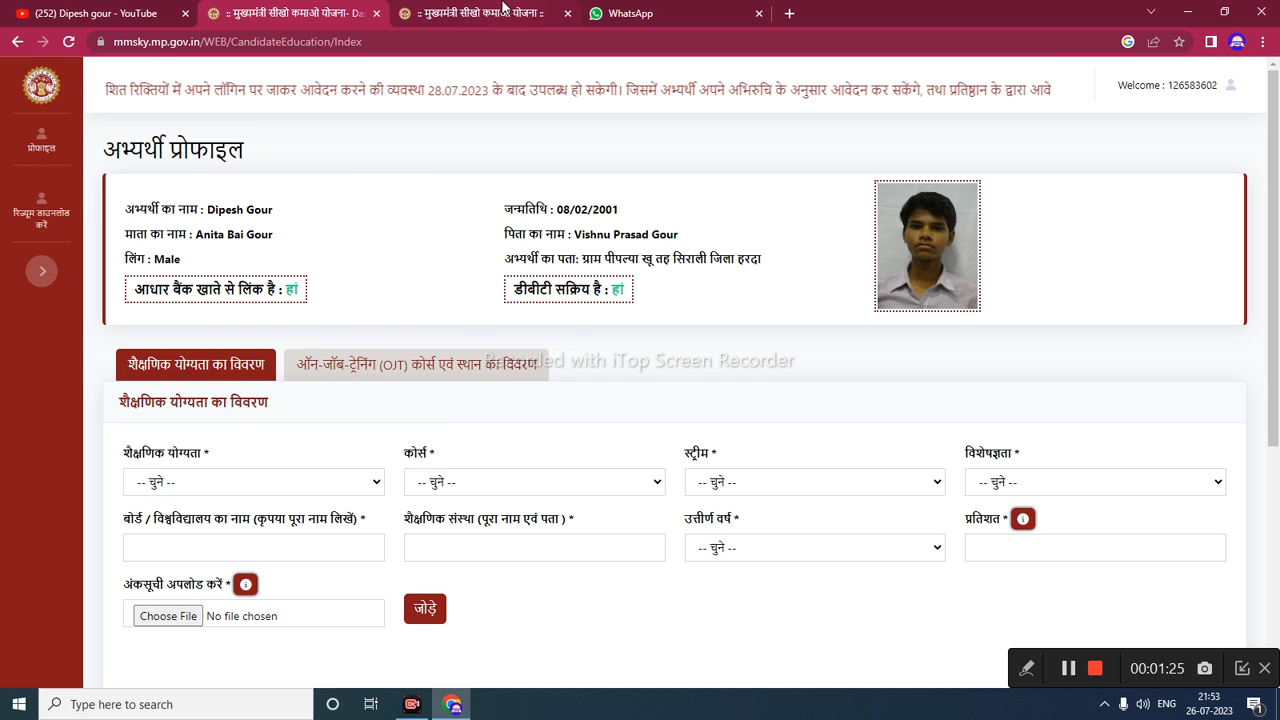 (252) Dipesh gour - YouTube
:: मुख्यमंत्री सीखो कमाओ योजना- Da
:: मुख्यमंत्री सीखो कमाओ योजना ::
WhatsApp
mmsky.mp.gov.in/WEB/CandidateEducation/Index
शित रिक्तियों में अपने लॉगिन पर जाकर आवेदन करने की व्यवस्था 28.07.2023 के बाद उपलब्ध हो सकेगी। जिसमें अभ्यर्थी अपने अभिरुचि के अनुसार आवेदन कर सकेंगे, तथा प्रतिष्ठान के द्वारा आवे
Welcome : 126583602
प्रोफाइल
रिज्यूम डाउनलोड करें
अभ्यर्थी प्रोफाइल
अभ्यर्थी का नाम : Dipesh Gour
जन्मतिथि : 08/02/2001
माता का नाम : Anita Bai Gour
पिता का नाम : Vishnu Prasad Gour
लिंग : Male
अभ्यर्थी का पता: ग्राम पीपल्या खू तह सिराली जिला हरदा
आधार बैंक खाते से लिंक है : हां
डीबीटी सक्रिय है : हां
शैक्षणिक योग्यता का विवरण
ऑन-जॉब-ट्रेनिंग (OJT) कोर्स एवं स्थान का विवरण
Recorded with iTop Screen Recorder
शैक्षणिक योग्यता का विवरण
शैक्षणिक योग्यता *
कोर्स *
स्ट्रीम *
विशेषज्ञता *
-- चुने --
-- चुने --
-- चुने --
-- चुने --
बोर्ड / विश्वविद्यालय का नाम (कृपया पूरा नाम लिखें) *
शैक्षणिक संस्था (पूरा नाम एवं पता ) *
उत्तीर्ण वर्ष *
प्रतिशत *
-- चुने --
अंकसूची अपलोड करें *
Choose File No file chosen
जोड़े
00:01:25
Type here to search
21:53
26-07-2023
1